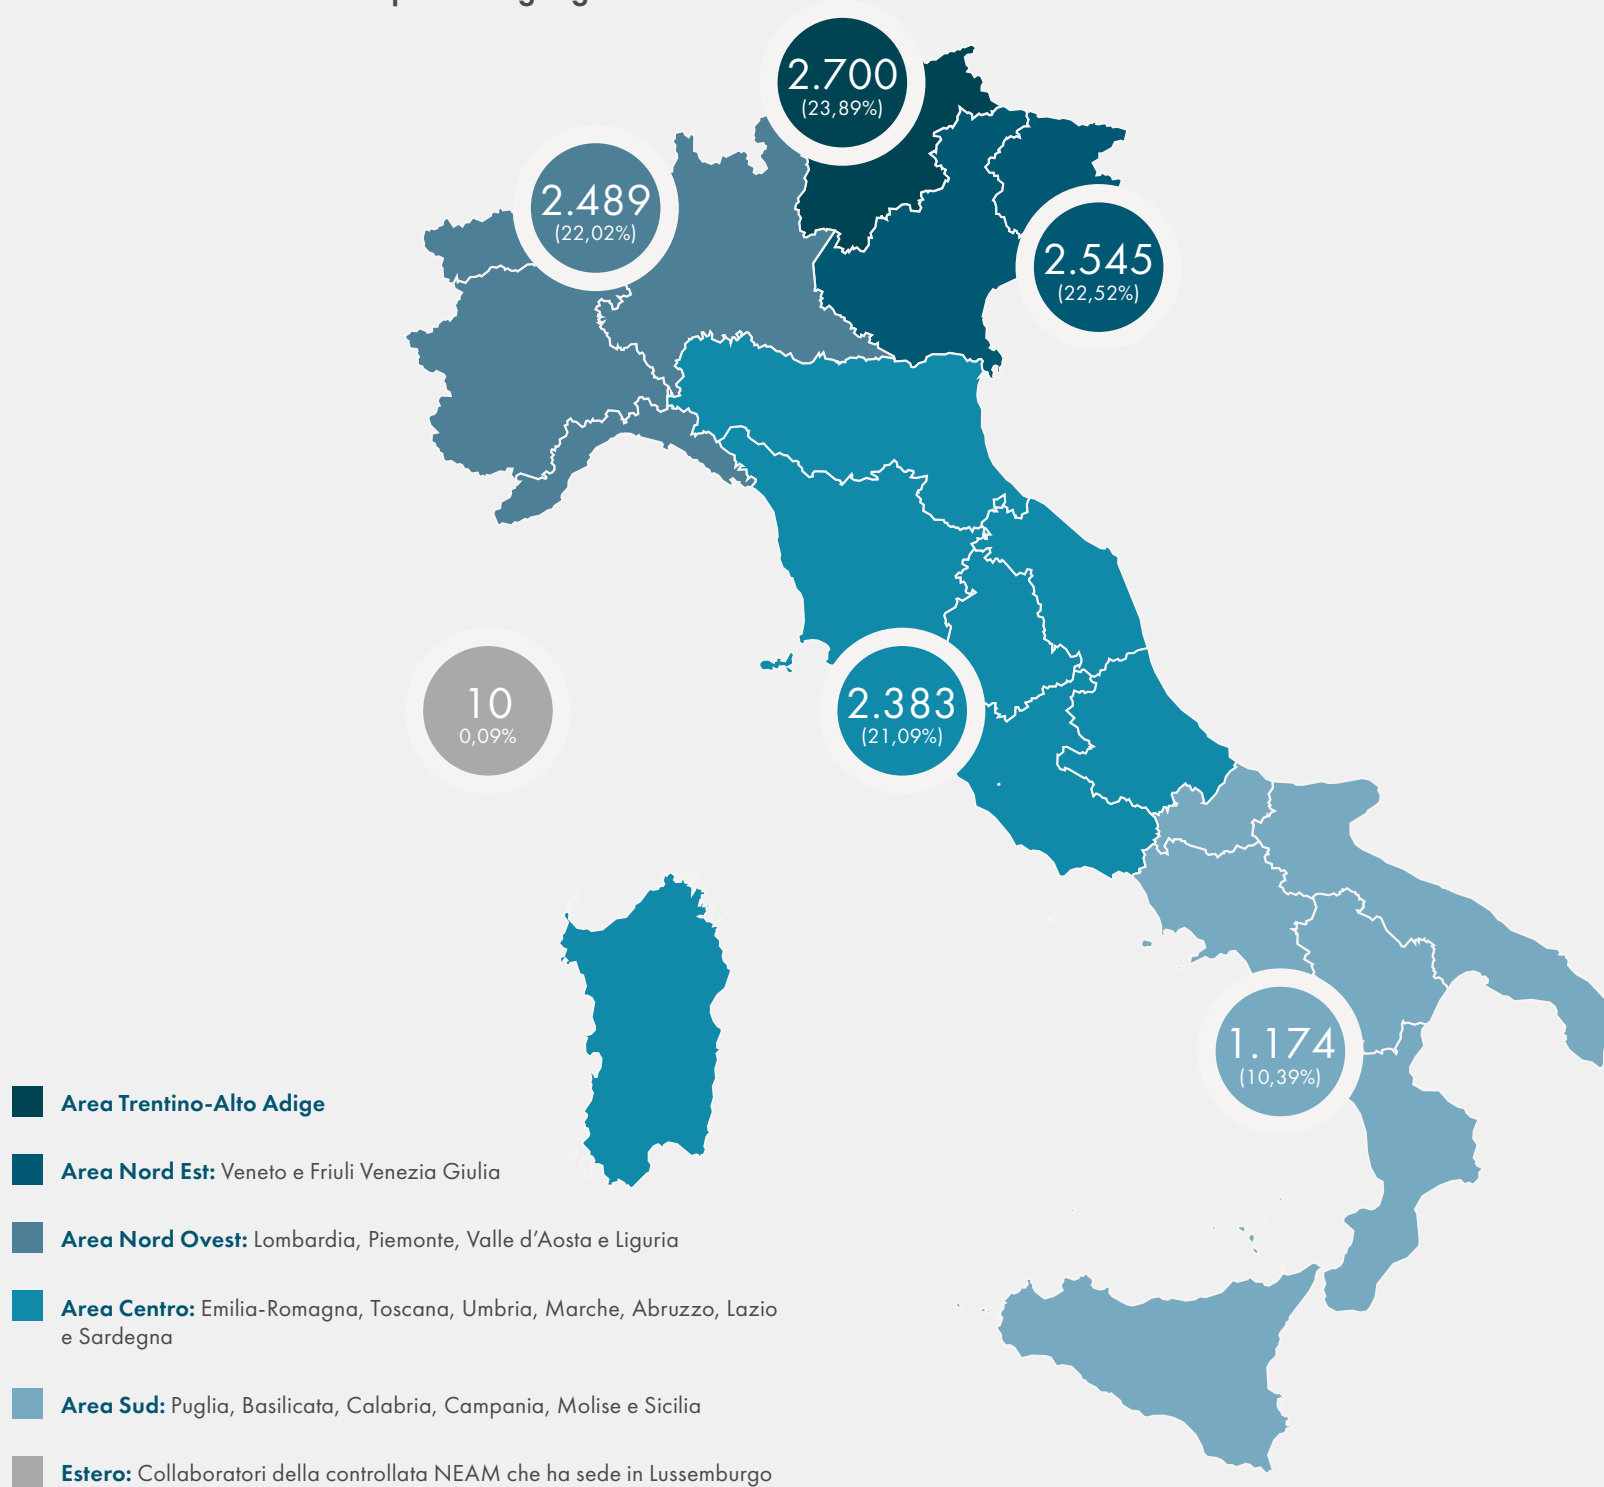 2.700
(23,89%)
2.489
(22,02%)
2.545
(22,52%)
10
0,09%
2.383
(21,09%)
1.174
(10,39%)
Area Trentino-Alto Adige
Area Nord Est: Veneto e Friuli Venezia Giulia
Area Nord Ovest: Lombardia, Piemonte, Valle d’Aosta e Liguria
Area Centro: Emilia-Romagna, Toscana, Umbria, Marche, Abruzzo, Lazio
e Sardegna
Area Sud: Puglia, Basilicata, Calabria, Campania, Molise e Sicilia
Estero: Collaboratori della controllata NEAM che ha sede in Lussemburgo